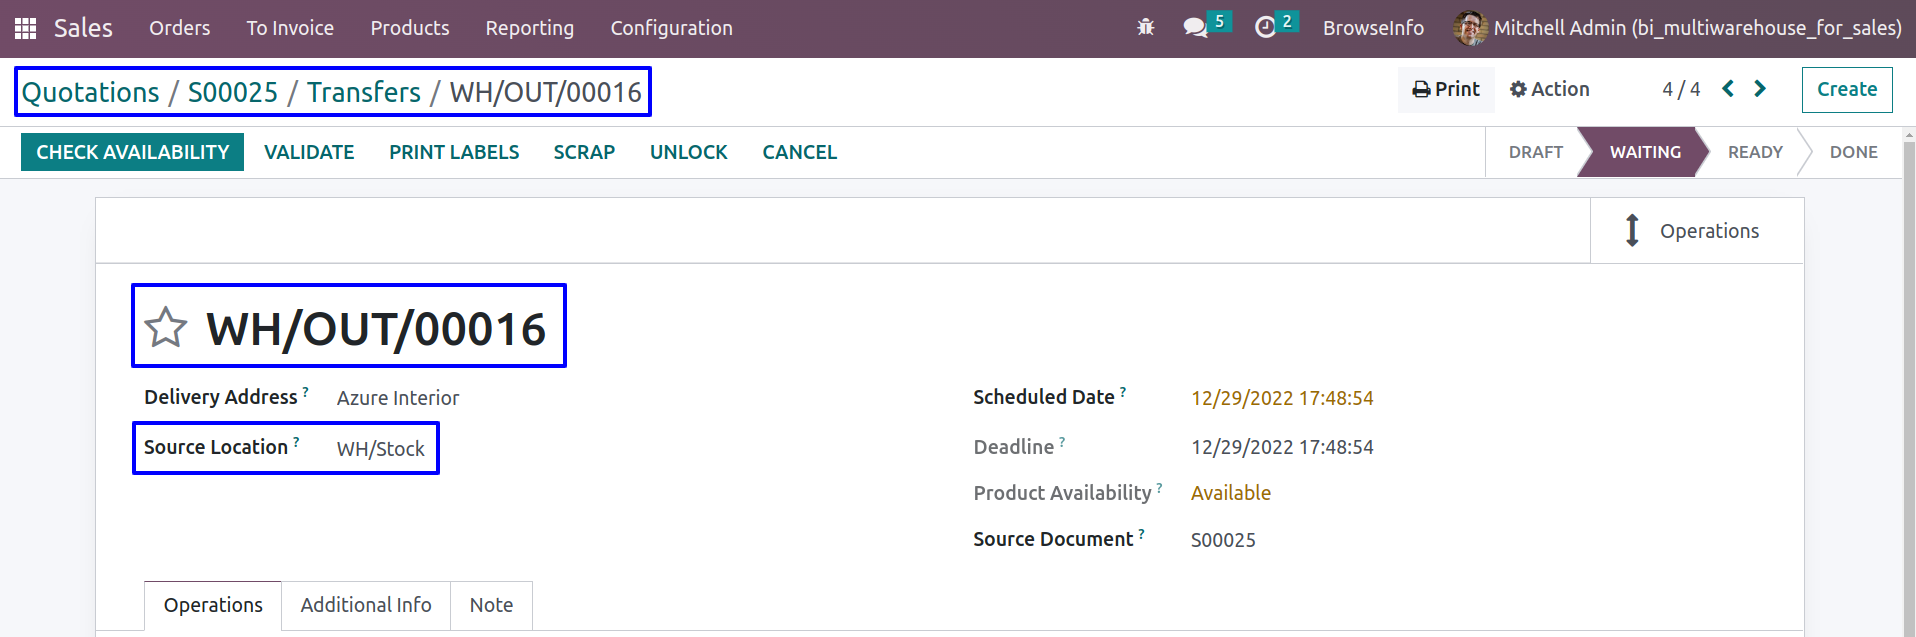 Sales Orders To Invoice Products Reporting Configuration 5 2 BrowseInfo Mitchell Admin (bi_multiwarehouse_for_sales)
Quotations / S00025 / Transfers / WH/OUT/00016 Print Action 4 / 4 Create
CHECK AVAILABILITY VALIDATE PRINT LABELS SCRAP UNLOCK CANCEL DRAFT WAITING READY DONE
Operations
WH/OUT/00016
Delivery Address ? Azure Interior Scheduled Date ? 12/29/2022 17:48:54
Source Location ? WH/Stock Deadline ? 12/29/2022 17:48:54
Product Availability ? Available
Source Document ? S00025
Operations Additional Info Note